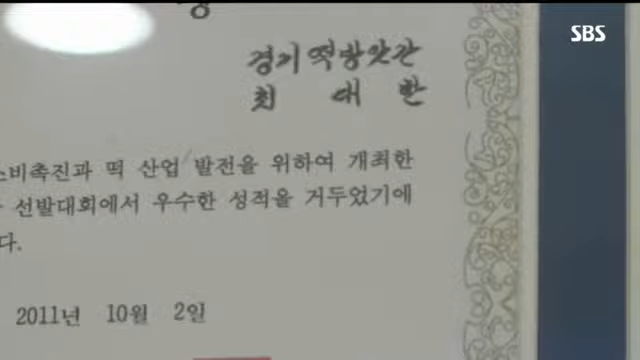 SBS
경기떡방앗간
최 대 한
소비촉진과 떡 산업 발전을 위하여 개최한
선발대회에서 우수한 성적을 거두었기에
다.
2011년 10월 2일